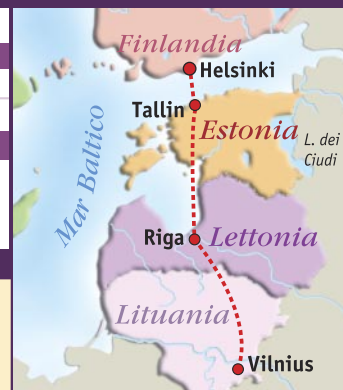 Finlandia
Helsinki
Tallin
Estonia
L. dei
Ciudi
Mar Baltico
Riga
Lettonia
Lituania
Vilnius